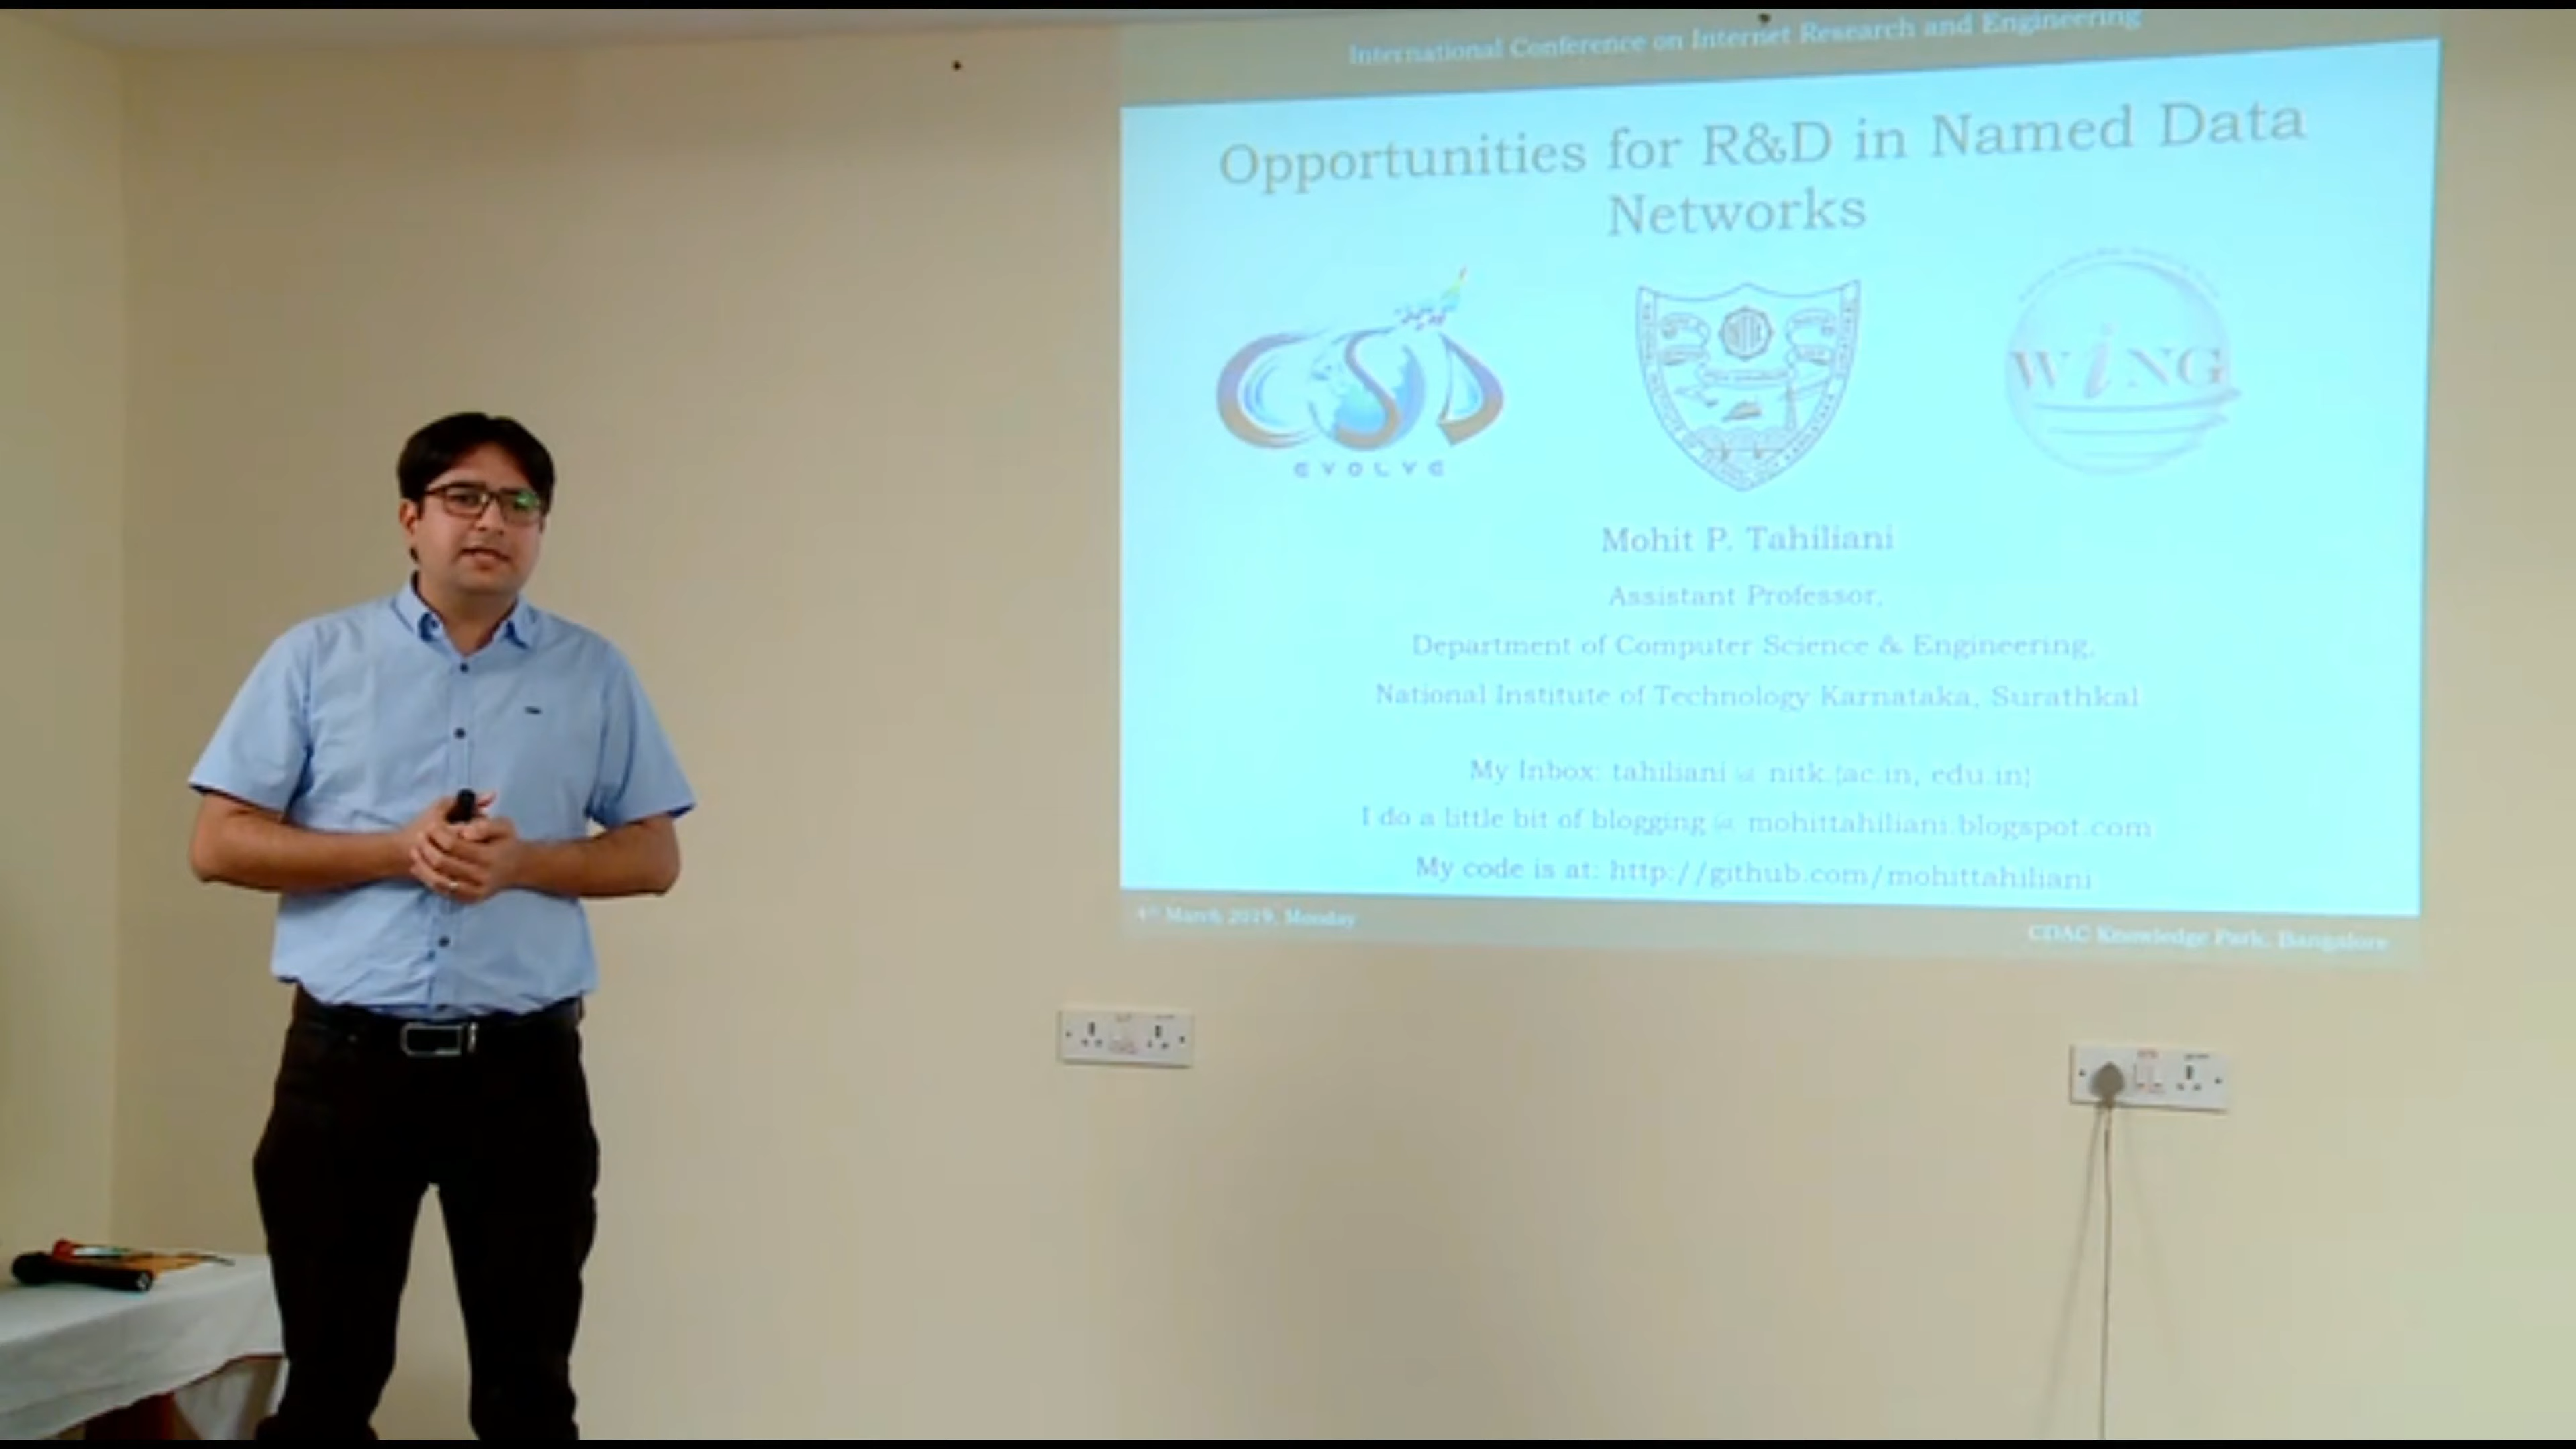 International Conference on Internet Research and Engineering
Opportunities for R&D in Named Data
Networks
CSD
EVOLVE
WiNG
Mohit P. Tahiliani
Assistant Professor,
Department of Computer Science & Engineering,
National Institute of Technology Karnataka, Surathkal
My Inbox: tahiliani @ nitk.{ac.in, edu.in}
I do a little bit of blogging @ mohittahiliani.blogspot.com
My code is at: http://github.com/mohittahiliani
4th March 2019, Monday
CDAC Knowledge Park, Bangalore